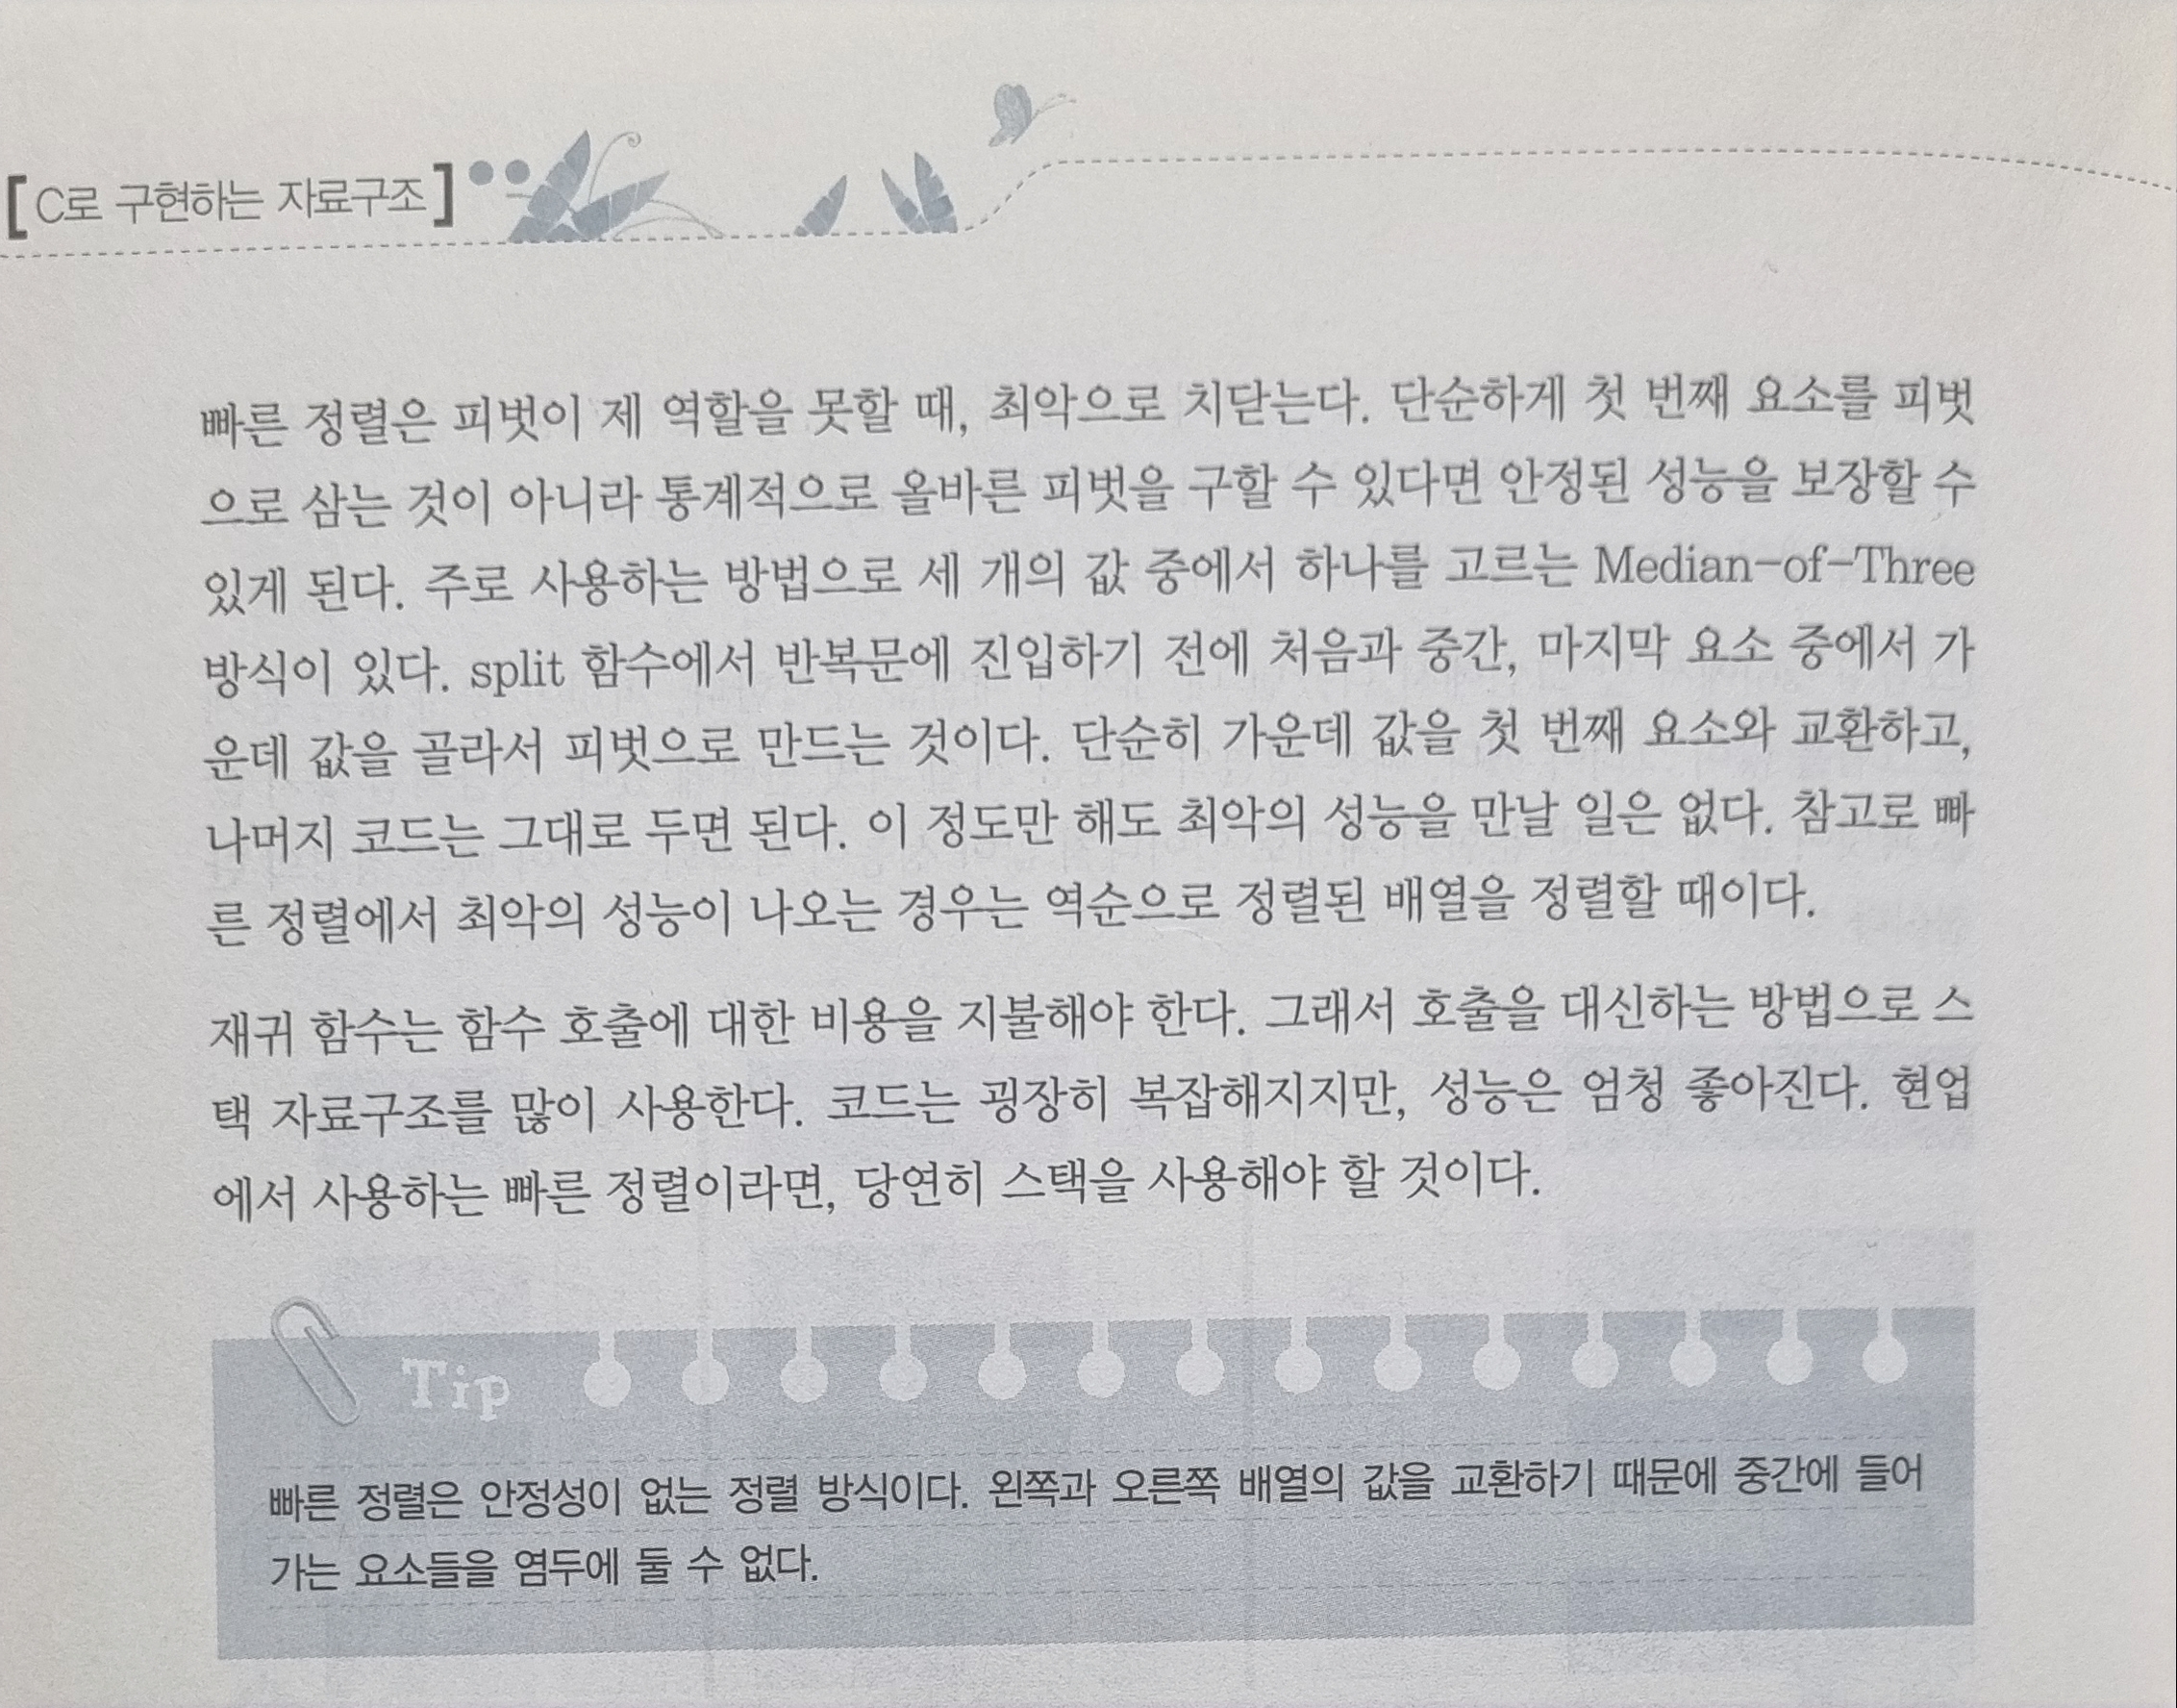 [C로 구현하는 자료구조]
빠른 정렬은 피벗이 제 역할을 못할 때, 최악으로 치닫는다. 단순하게 첫 번째 요소를 피벗
으로 삼는 것이 아니라 통계적으로 올바른 피벗을 구할 수 있다면 안정된 성능을 보장할 수
있게 된다. 주로 사용하는 방법으로 세 개의 값 중에서 하나를 고르는 Median-of-Three
방식이 있다. split 함수에서 반복문에 진입하기 전에 처음과 중간, 마지막 요소 중에서 가
운데 값을 골라서 피벗으로 만드는 것이다. 단순히 가운데 값을 첫 번째 요소와 교환하고,
나머지 코드는 그대로 두면 된다. 이 정도만 해도 최악의 성능을 만날 일은 없다. 참고로 빠
른 정렬에서 최악의 성능이 나오는 경우는 역순으로 정렬된 배열을 정렬할 때이다.
재귀 함수는 함수 호출에 대한 비용을 지불해야 한다. 그래서 호출을 대신하는 방법으로 스
택 자료구조를 많이 사용한다. 코드는 굉장히 복잡해지지만, 성능은 엄청 좋아진다. 현업
에서 사용하는 빠른 정렬이라면, 당연히 스택을 사용해야 할 것이다.
Tip
빠른 정렬은 안정성이 없는 정렬 방식이다. 왼쪽과 오른쪽 배열의 값을 교환하기 때문에 중간에 들어
가는 요소들을 염두에 둘 수 없다.